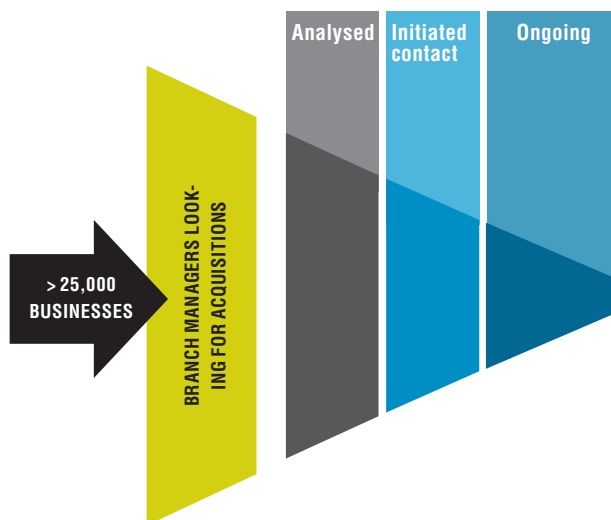 > 25,000
BUSINESSES
BRANCH MANAGERS LOOK-
ING FOR ACQUISITIONS
Analysed
Initiated
contact
Ongoing